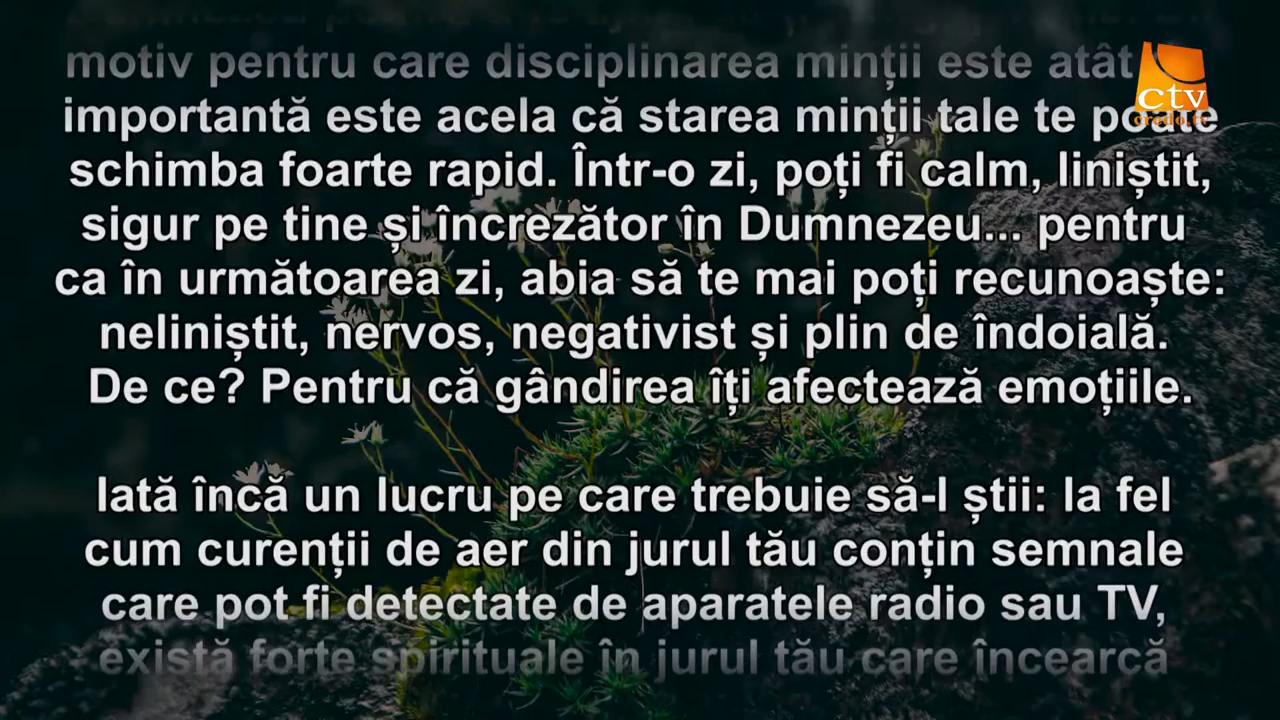 motiv pentru care disciplinarea minții este atât
importantă este acela că starea minții tale te poate
schimba foarte rapid. Într-o zi, poți fi calm, liniștit,
sigur pe tine și încrezător în Dumnezeu... pentru
ca în următoarea zi, abia să te mai poți recunoaște:
neliniștit, nervos, negativist și plin de îndoială.
De ce? Pentru că gândirea îți afectează emoțiile.
Iată încă un lucru pe care trebuie să-l știi: la fel
cum curenții de aer din jurul tău conțin semnale
care pot fi detectate de aparatele radio sau TV,
există forțe spirituale în jurul tău care încearcă
ctv
credo.tv